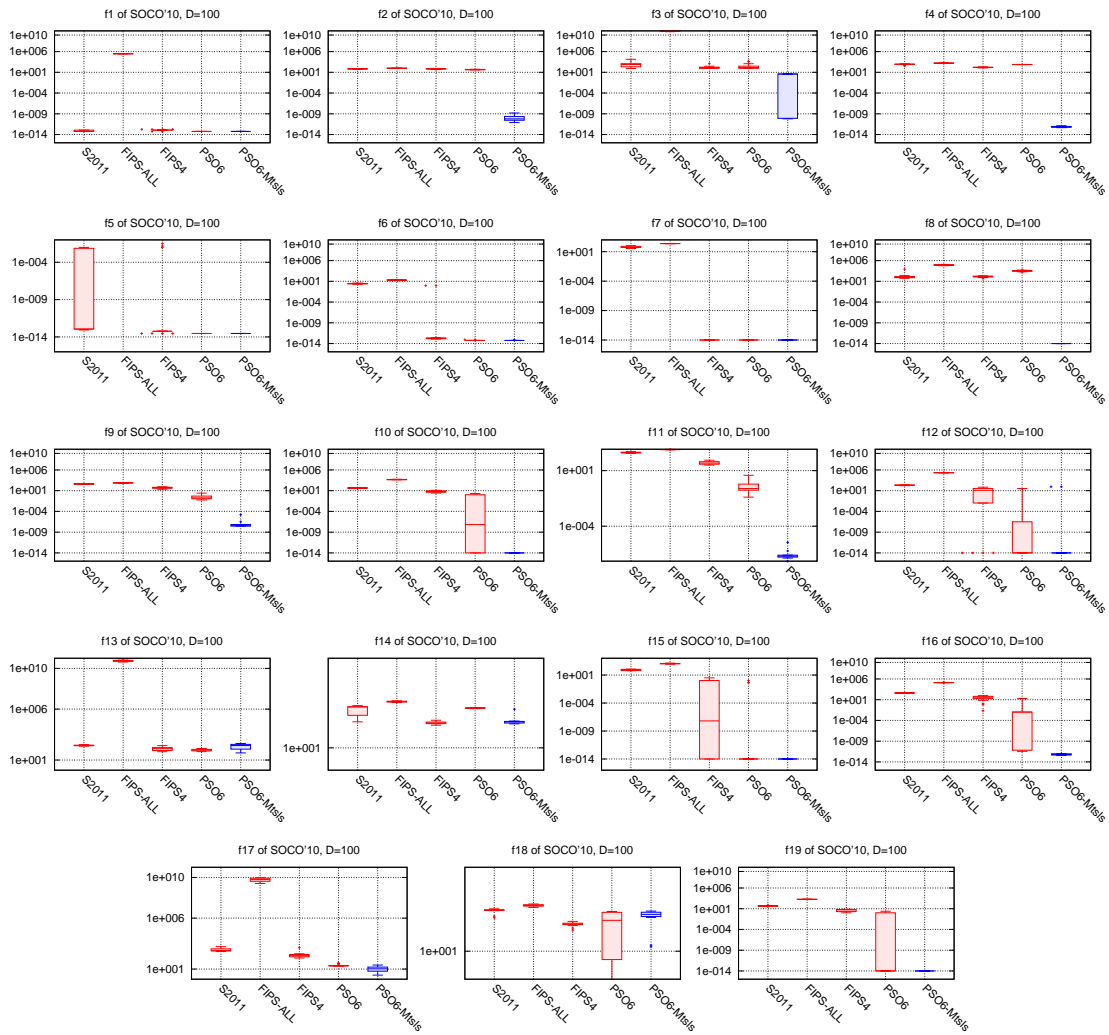 f1 of SOCO'10, D=100
1e+010
1e+006
1e+001
1e-004
1e-009
1e-014
S2011
FIPS-ALL
FIPS4
PSO6
PSO6-Mtsls
f2 of SOCO'10, D=100
1e+010
1e+006
1e+001
1e-004
1e-009
1e-014
S2011
FIPS-ALL
FIPS4
PSO6
PSO6-Mtsls
f3 of SOCO'10, D=100
1e+010
1e+006
1e+001
1e-004
1e-009
1e-014
S2011
FIPS-ALL
FIPS4
PSO6
PSO6-Mtsls
f4 of SOCO'10, D=100
1e+010
1e+006
1e+001
1e-004
1e-009
1e-014
S2011
FIPS-ALL
FIPS4
PSO6
PSO6-Mtsls
f5 of SOCO'10, D=100
1e-004
1e-009
1e-014
S2011
FIPS-ALL
FIPS4
PSO6
PSO6-Mtsls
f6 of SOCO'10, D=100
1e+010
1e+006
1e+001
1e-004
1e-009
1e-014
S2011
FIPS-ALL
FIPS4
PSO6
PSO6-Mtsls
f7 of SOCO'10, D=100
1e+001
1e-004
1e-009
1e-014
S2011
FIPS-ALL
FIPS4
PSO6
PSO6-Mtsls
f8 of SOCO'10, D=100
1e+010
1e+006
1e+001
1e-004
1e-009
1e-014
S2011
FIPS-ALL
FIPS4
PSO6
PSO6-Mtsls
f9 of SOCO'10, D=100
1e+010
1e+006
1e+001
1e-004
1e-009
1e-014
S2011
FIPS-ALL
FIPS4
PSO6
PSO6-Mtsls
f10 of SOCO'10, D=100
1e+010
1e+006
1e+001
1e-004
1e-009
1e-014
S2011
FIPS-ALL
FIPS4
PSO6
PSO6-Mtsls
f11 of SOCO'10, D=100
1e+001
1e-004
S2011
FIPS-ALL
FIPS4
PSO6
PSO6-Mtsls
f12 of SOCO'10, D=100
1e+010
1e+006
1e+001
1e-004
1e-009
1e-014
S2011
FIPS-ALL
FIPS4
PSO6
PSO6-Mtsls
f13 of SOCO'10, D=100
1e+010
1e+006
1e+001
S2011
FIPS-ALL
FIPS4
PSO6
PSO6-Mtsls
f14 of SOCO'10, D=100
1e+006
1e+001
S2011
FIPS-ALL
FIPS4
PSO6
PSO6-Mtsls
f15 of SOCO'10, D=100
1e+001
1e-004
1e-009
1e-014
S2011
FIPS-ALL
FIPS4
PSO6
PSO6-Mtsls
f16 of SOCO'10, D=100
1e+010
1e+006
1e+001
1e-004
1e-009
1e-014
S2011
FIPS-ALL
FIPS4
PSO6
PSO6-Mtsls
f17 of SOCO'10, D=100
1e+010
1e+006
1e+001
S2011
FIPS-ALL
FIPS4
PSO6
PSO6-Mtsls
f18 of SOCO'10, D=100
1e+001
S2011
FIPS-ALL
FIPS4
PSO6
PSO6-Mtsls
f19 of SOCO'10, D=100
1e+010
1e+006
1e+001
1e-004
1e-009
1e-014
S2011
FIPS-ALL
FIPS4
PSO6
PSO6-Mtsls